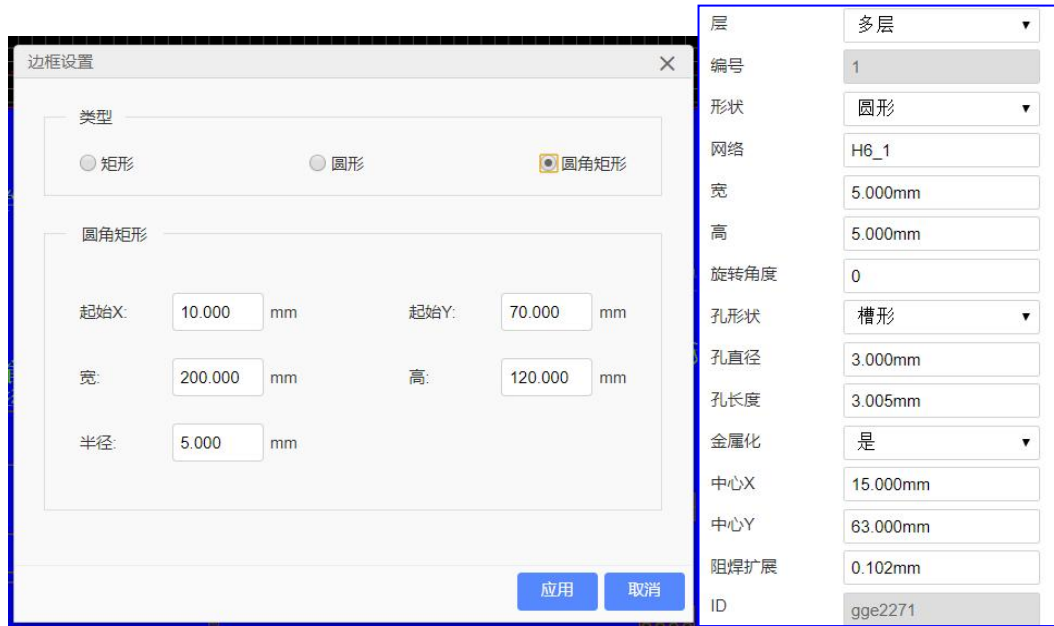 边框设置
类型
矩形 圆形 圆角矩形
圆角矩形
起始X: 10.000 mm 起始Y: 70.000 mm
宽: 200.000 mm 高: 120.000 mm
半径: 5.000 mm
应用 取消
层 多层
编号 1
形状 圆形
网络 H6_1
宽 5.000mm
高 5.000mm
旋转角度 0
孔形状 槽形
孔直径 3.000mm
孔长度 3.005mm
金属化 是
中心X 15.000mm
中心Y 63.000mm
阻焊扩展 0.102mm
ID gge2271